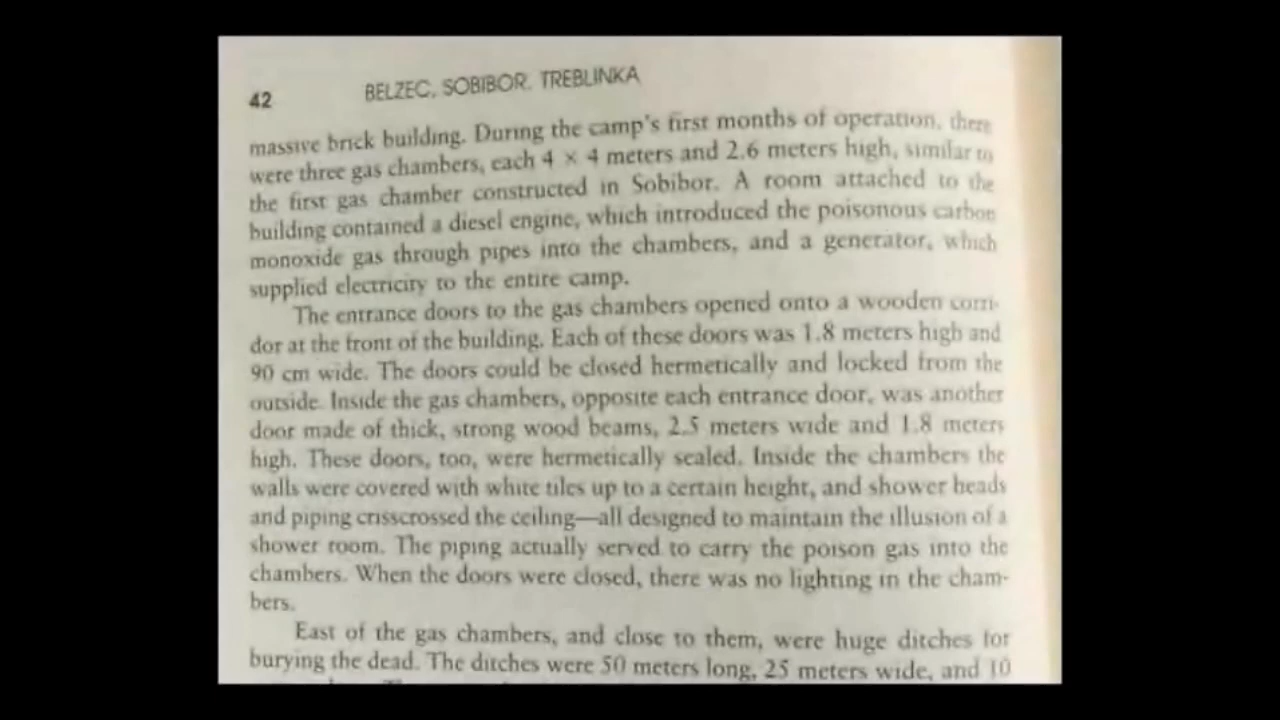 42 BELZEC, SOBIBOR, TREBLINKA
massive brick building. During the camp's first months of operation, there
were three gas chambers, each 4 × 4 meters and 2.6 meters high, similar to
the first gas chamber constructed in Sobibor. A room attached to the
building contained a diesel engine, which introduced the poisonous carbon
monoxide gas through pipes into the chambers, and a generator, which
supplied electricity to the entire camp.
The entrance doors to the gas chambers opened onto a wooden corri-
dor at the front of the building. Each of these doors was 1.8 meters high and
90 cm wide. The doors could be closed hermetically and locked from the
outside. Inside the gas chambers, opposite each entrance door, was another
door made of thick, strong wood beams, 2.5 meters wide and 1.8 meters
high. These doors, too, were hermetically sealed. Inside the chambers the
walls were covered with white tiles up to a certain height, and shower heads
and piping crisscrossed the ceiling—all designed to maintain the illusion of a
shower room. The piping actually served to carry the poison gas into the
chambers. When the doors were closed, there was no lighting in the cham-
bers.
East of the gas chambers, and close to them, were huge ditches for
burying the dead. The ditches were 50 meters long, 25 meters wide, and 10